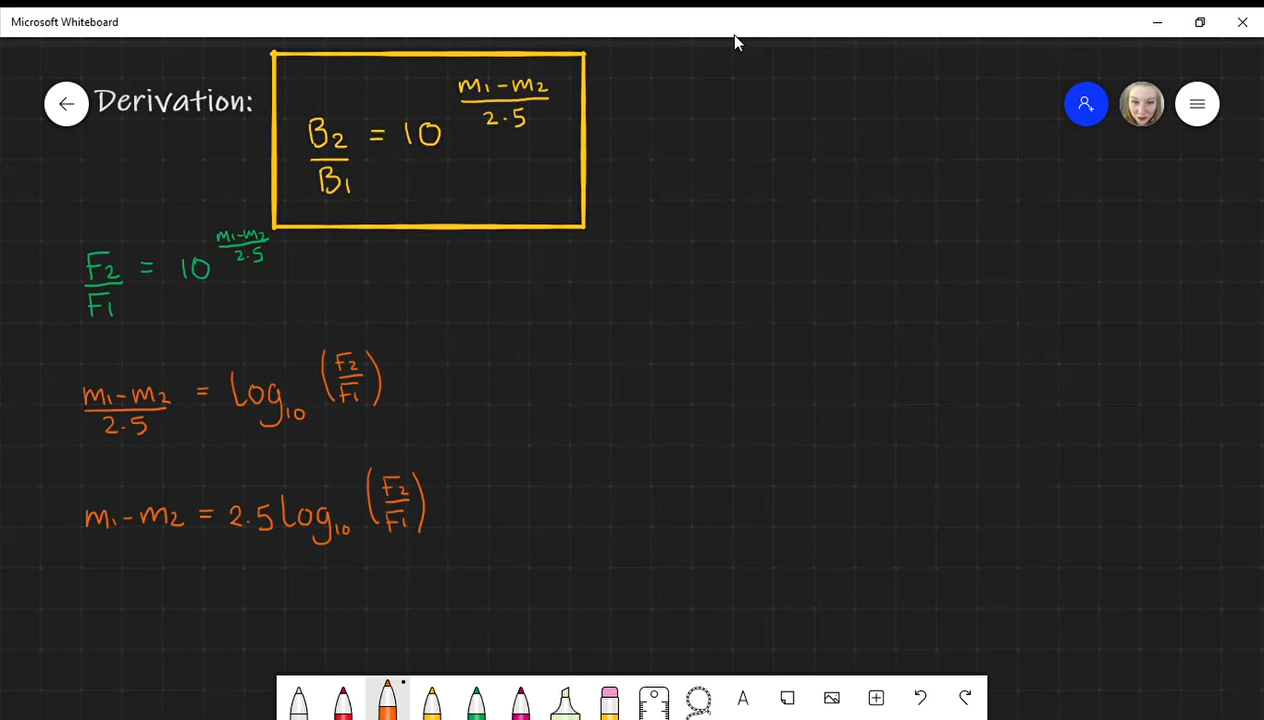 Microsoft Whiteboard
Derivation:
B2/B1 = 10^((m1-m2)/2.5)
F2/F1 = 10^((m1-m2)/2.5)
(m1-m2)/2.5 = log10 (F2/F1)
m1-m2 = 2.5 log10 (F2/F1)
A